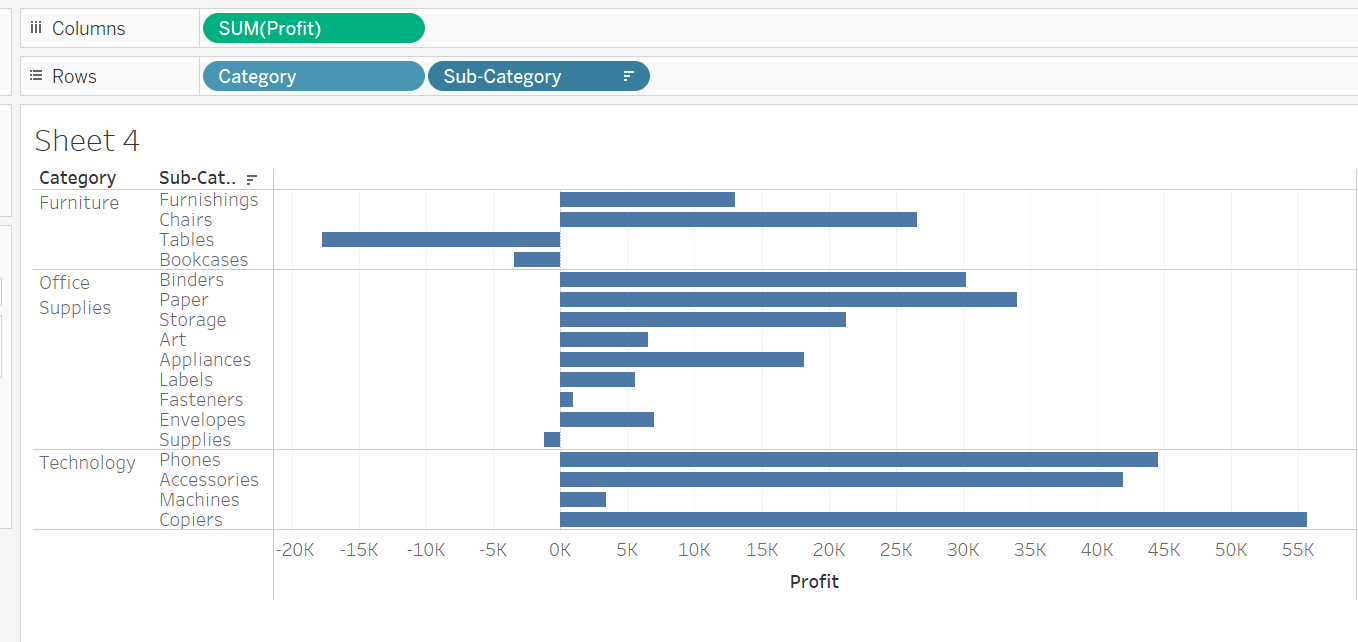 Columns SUM(Profit)
Rows Category Sub-Category
Sheet 4
Category Sub-Cat..
Furniture Furnishings
Chairs
Tables
Bookcases
Office Supplies Binders
Paper
Storage
Art
Appliances
Labels
Fasteners
Envelopes
Supplies
Technology Phones
Accessories
Machines
Copiers
-20K -15K -10K -5K 0K 5K 10K 15K 20K 25K 30K 35K 40K 45K 50K 55K
Profit